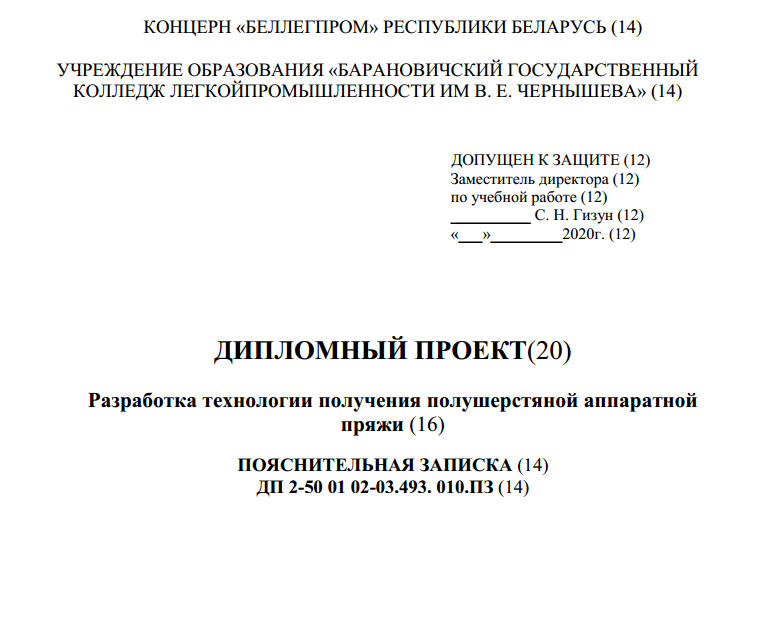 КОНЦЕРН «БЕЛЛЕГПРОМ» РЕСПУБЛИКИ БЕЛАРУСЬ (14)
УЧРЕЖДЕНИЕ ОБРАЗОВАНИЯ «БАРАНОВИЧСКИЙ ГОСУДАРСТВЕННЫЙ
КОЛЛЕДЖ ЛЕГКОЙПРОМЫШЛЕННОСТИ ИМ В. Е. ЧЕРНЫШЕВА» (14)
ДОПУЩЕН К ЗАЩИТЕ (12)
Заместитель директора (12)
по учебной работе (12)
__________ С. Н. Гизун (12)
«___»_________2020г. (12)
ДИПЛОМНЫЙ ПРОЕКТ(20)
Разработка технологии получения полушерстяной аппаратной
пряжи (16)
ПОЯСНИТЕЛЬНАЯ ЗАПИСКА (14)
ДП 2-50 01 02-03.493. 010.ПЗ (14)